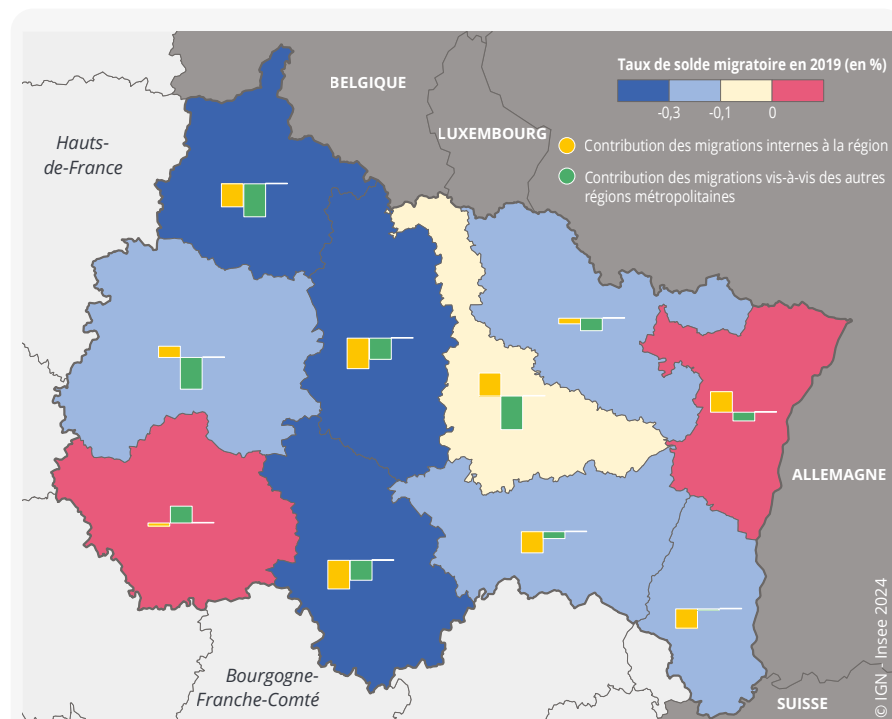 BELGIQUE
Taux de solde migratoire en 2019 (en %)
-0,3
-0,1
0
LUXEMBOURG
Contribution des migrations internes à la région
Contribution des migrations vis-à-vis des autres
régions métropolitaines
Hauts-
de-France
ALLEMAGNE
Bourgogne-
Franche-Comté
SUISSE
© IGN  Insee 2024